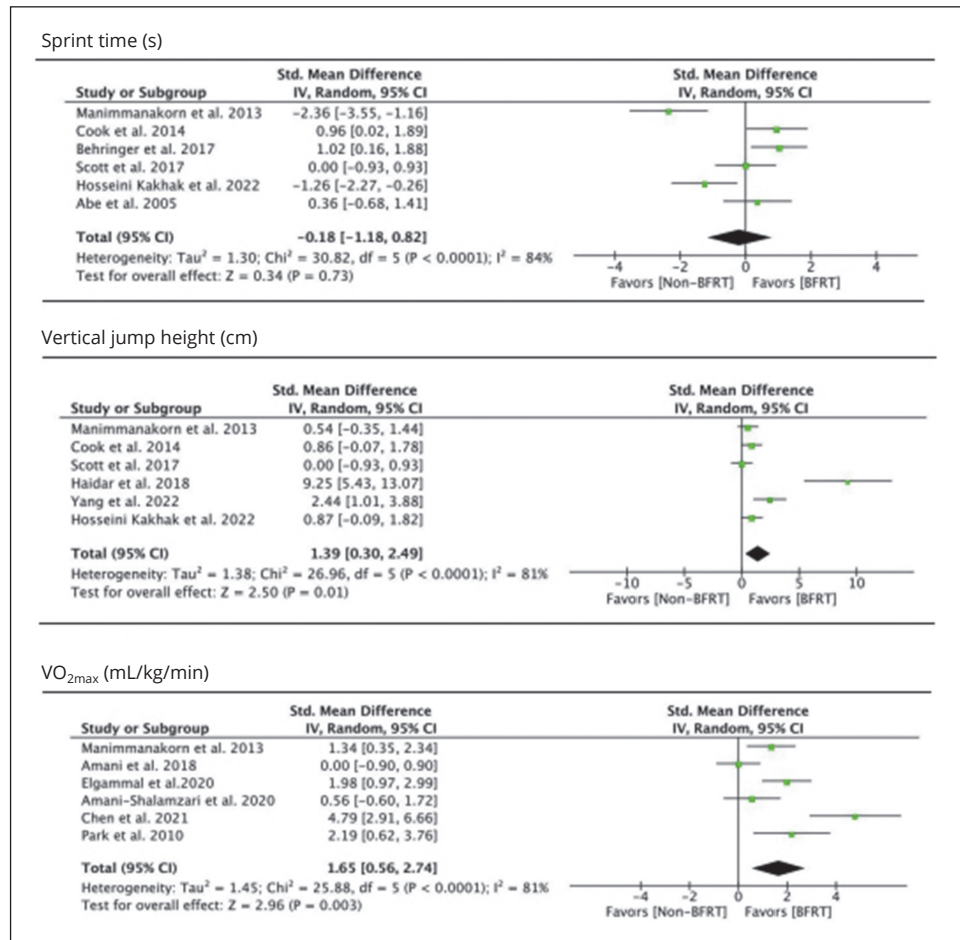 Sprint time (s)
Std. Mean Difference Std. Mean Difference
Study or Subgroup IV, Random, 95% CI IV, Random, 95% CI
Manimmanakorn et al. 2013 −2.36 [−3.55, −1.16]
Cook et al. 2014 0.96 [0.02, 1.89]
Behringer et al. 2017 1.02 [0.16, 1.88]
Scott et al. 2017 0.00 [−0.93, 0.93]
Hosseini Kakhak et al. 2022 −1.26 [−2.27, −0.26]
Abe et al. 2005 0.36 [−0.68, 1.41]
Total (95% CI) −0.18 [−1.18, 0.82]
Heterogeneity: Tau² = 1.30; Chi² = 30.82, df = 5 (P < 0.0001); I² = 84%
−4 −2 0 2 4
Test for overall effect: Z = 0.34 (P = 0.73)
Favors [Non-BFRT] Favors [BFRT]
Vertical jump height (cm)
Std. Mean Difference Std. Mean Difference
Study or Subgroup IV, Random, 95% CI IV, Random, 95% CI
Manimmanakorn et al. 2013 0.54 [−0.35, 1.44]
Cook et al. 2014 0.86 [−0.07, 1.78]
Scott et al. 2017 0.00 [−0.93, 0.93]
Haidar et al. 2018 9.25 [5.43, 13.07]
Yang et al. 2022 2.44 [1.01, 3.88]
Hosseini Kakhak et al. 2022 0.87 [−0.09, 1.82]
Total (95% CI) 1.39 [0.30, 2.49]
Heterogeneity: Tau² = 1.38; Chi² = 26.96, df = 5 (P < 0.0001); I² = 81%
−10 −5 0 5 10
Test for overall effect: Z = 2.50 (P = 0.01)
Favors [Non-BFRT] Favors [BFRT]
VO₂max (mL/kg/min)
Std. Mean Difference Std. Mean Difference
Study or Subgroup IV, Random, 95% CI IV, Random, 95% CI
Manimmanakorn et al. 2013 1.34 [0.35, 2.34]
Amani et al. 2018 0.00 [−0.90, 0.90]
Elgammal et al.2020 1.98 [0.97, 2.99]
Amani-Shalamzari et al. 2020 0.56 [−0.60, 1.72]
Chen et al. 2021 4.79 [2.91, 6.66]
Park et al. 2010 2.19 [0.62, 3.76]
Total (95% CI) 1.65 [0.56, 2.74]
Heterogeneity: Tau² = 1.45; Chi² = 25.88, df = 5 (P < 0.0001); I² = 81%
−4 −2 0 2 4
Test for overall effect: Z = 2.96 (P = 0.003)
Favors [Non-BFRT] Favors [BFRT]